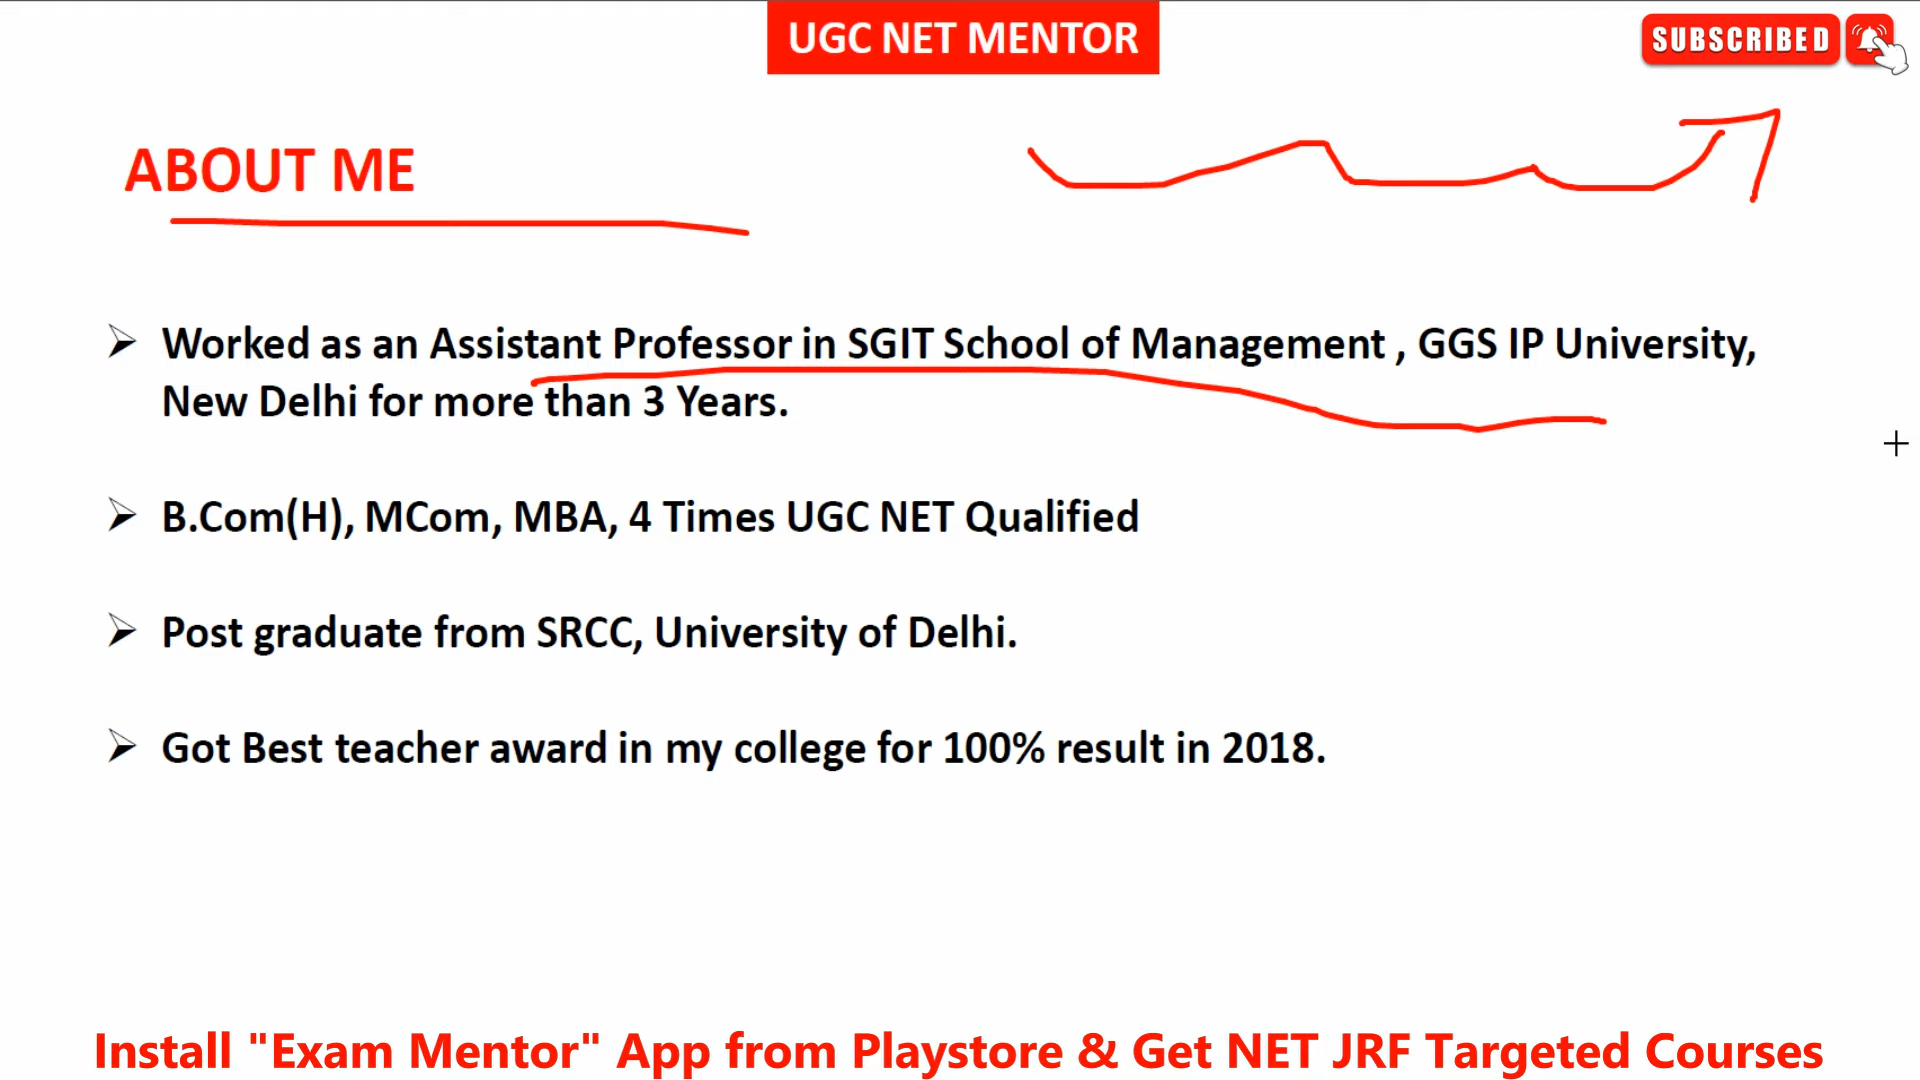 UGC NET MENTOR
SUBSCRIBED
ABOUT ME
Worked as an Assistant Professor in SGIT School of Management , GGS IP University,
New Delhi for more than 3 Years.
B.Com(H), MCom, MBA, 4 Times UGC NET Qualified
Post graduate from SRCC, University of Delhi.
Got Best teacher award in my college for 100% result in 2018.
Install "Exam Mentor" App from Playstore & Get NET JRF Targeted Courses